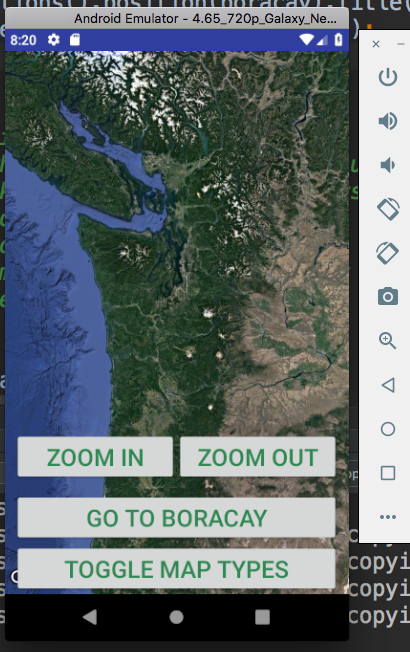 Android Emulator - 4.65_720p_Galaxy_Ne...
8:20
ZOOM IN
ZOOM OUT
GO TO BORACAY
TOGGLE MAP TYPES
copyi
copyi
copyi
copyi